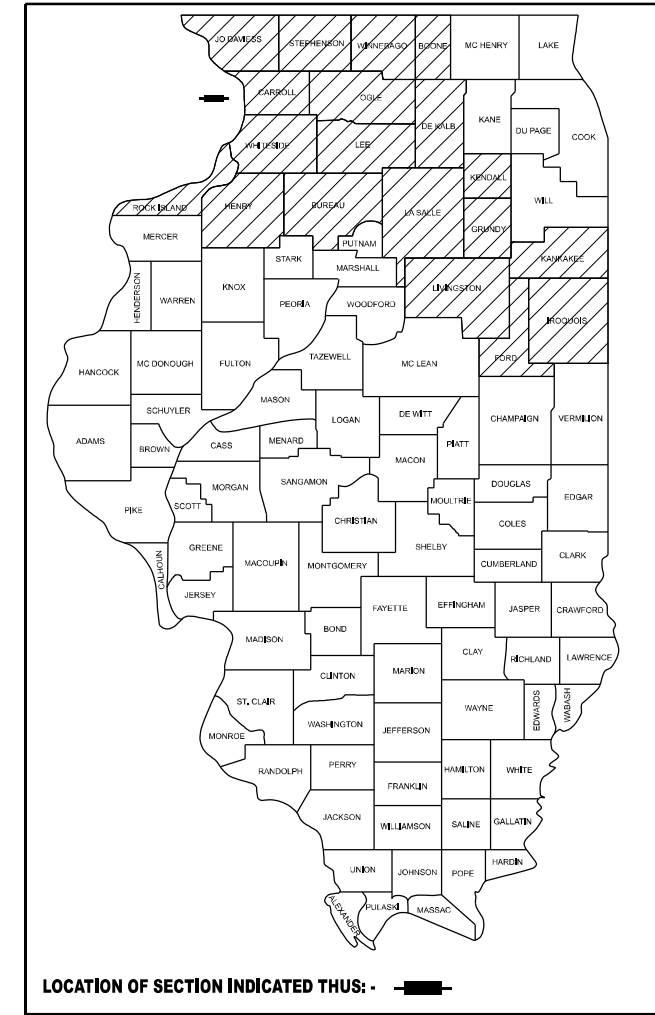 JO DAVIESS STEPHENSON WINNEBAGO BOONE MC HENRY LAKE
CARROLL OGLE DE KALB KANE DU PAGE COOK
WHITESIDE LEE KENDALL WILL
ROCK ISLAND HENRY BUREAU LA SALLE GRUNDY
MERCER PUTNAM KANKAKEE
STARK MARSHALL
HENDERSON WARREN KNOX PEORIA WOODFORD LIVINGSTON IROQUOIS
FORD
HANCOCK MC DONOUGH FULTON TAZEWELL MC LEAN
MASON
SCHUYLER LOGAN DE WITT CHAMPAIGN VERMILION
ADAMS BROWN CASS MENARD PIATT
MACON
PIKE SCOTT MORGAN SANGAMON DOUGLAS EDGAR
MOULTRIE
CHRISTIAN COLES
GREENE SHELBY
CALHOUN MACOUPIN MONTGOMERY CUMBERLAND CLARK
JERSEY
FAYETTE EFFINGHAM JASPER CRAWFORD
MADISON BOND
CLAY RICHLAND LAWRENCE
CLINTON MARION
ST. CLAIR WAYNE EDWARDS WABASH
WASHINGTON JEFFERSON
MONROE
RANDOLPH PERRY HAMILTON WHITE
FRANKLIN
JACKSON WILLIAMSON SALINE GALLATIN
UNION JOHNSON POPE HARDIN
ALEXANDER PULASKI MASSAC
LOCATION OF SECTION INDICATED THUS: -